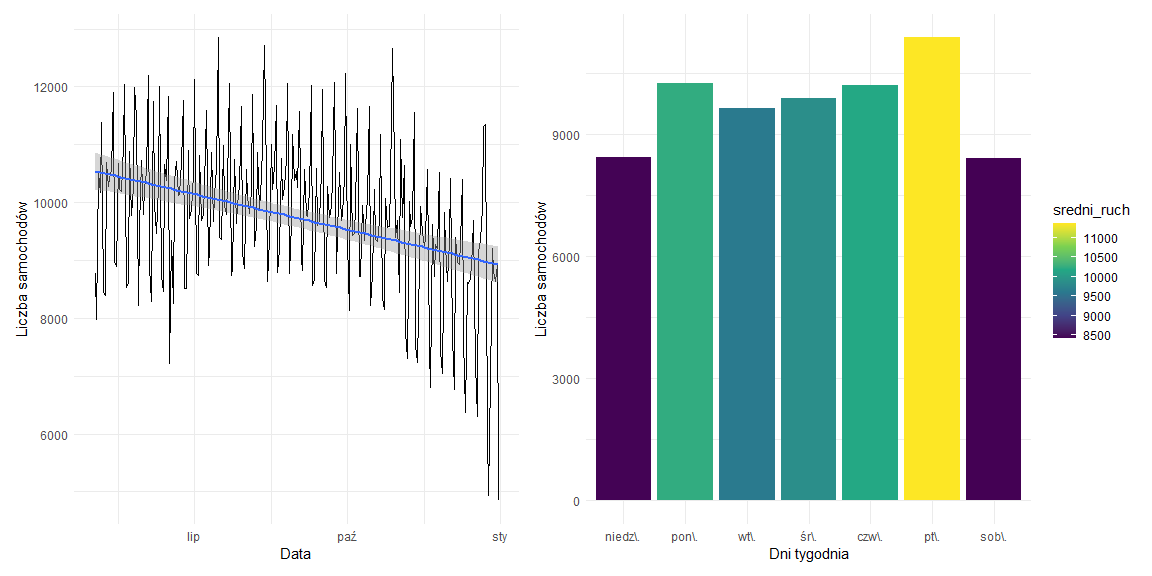 Liczba samochodów
12000
10000
8000
6000
lip
paź
sty
Data
Liczba samochodów
9000
6000
3000
0
niedz\.
pon\.
wt\.
śr\.
czw\.
pt\.
sob\.
Dni tygodnia
sredni_ruch
11000
10500
10000
9500
9000
8500